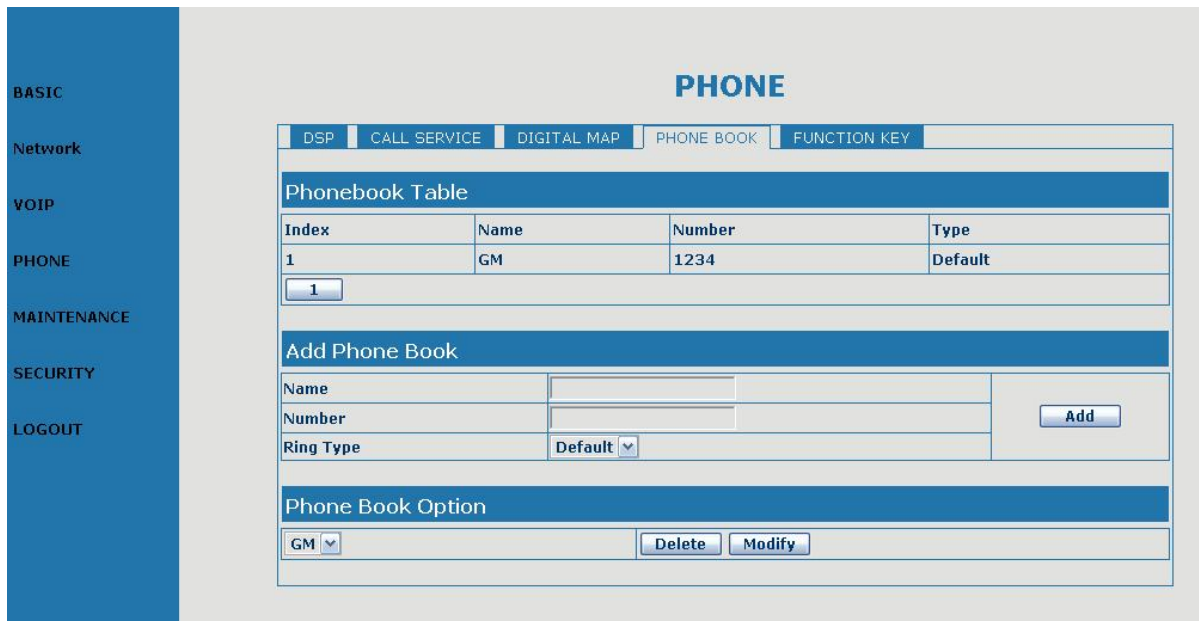 PHONE
BASIC
Network
VOIP
PHONE
MAINTENANCE
SECURITY
LOGOUT
DSP CALL SERVICE DIGITAL MAP PHONE BOOK FUNCTION KEY
Phonebook Table
Index Name Number Type
1 GM 1234 Default
1
Add Phone Book
Name
Number
Add
Ring Type Default
Phone Book Option
GM Delete Modify